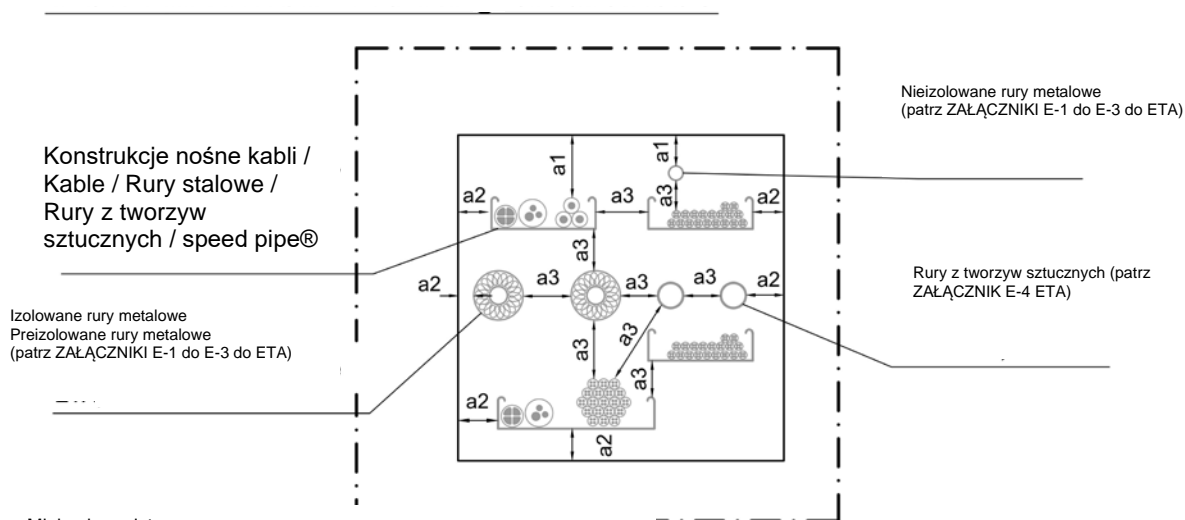 Nieizolowane rury metalowe
(patrz ZAŁĄCZNIKI E-1 do E-3 do ETA)
Konstrukcje nośne kabli /
Kable / Rury stalowe /
Rury z tworzyw
sztucznych / speed pipe®
a1
a1
a2
a3
a3
a2
a3
Rury z tworzyw sztucznych (patrz
ZAŁĄCZNIK E-4 ETA)
a2
a3
a3
a3
a2
Izolowane rury metalowe
Preizolowane rury metalowe
(patrz ZAŁĄCZNIKI E-1 do E-3 do ETA)
a3
a3
a3
a2
a2